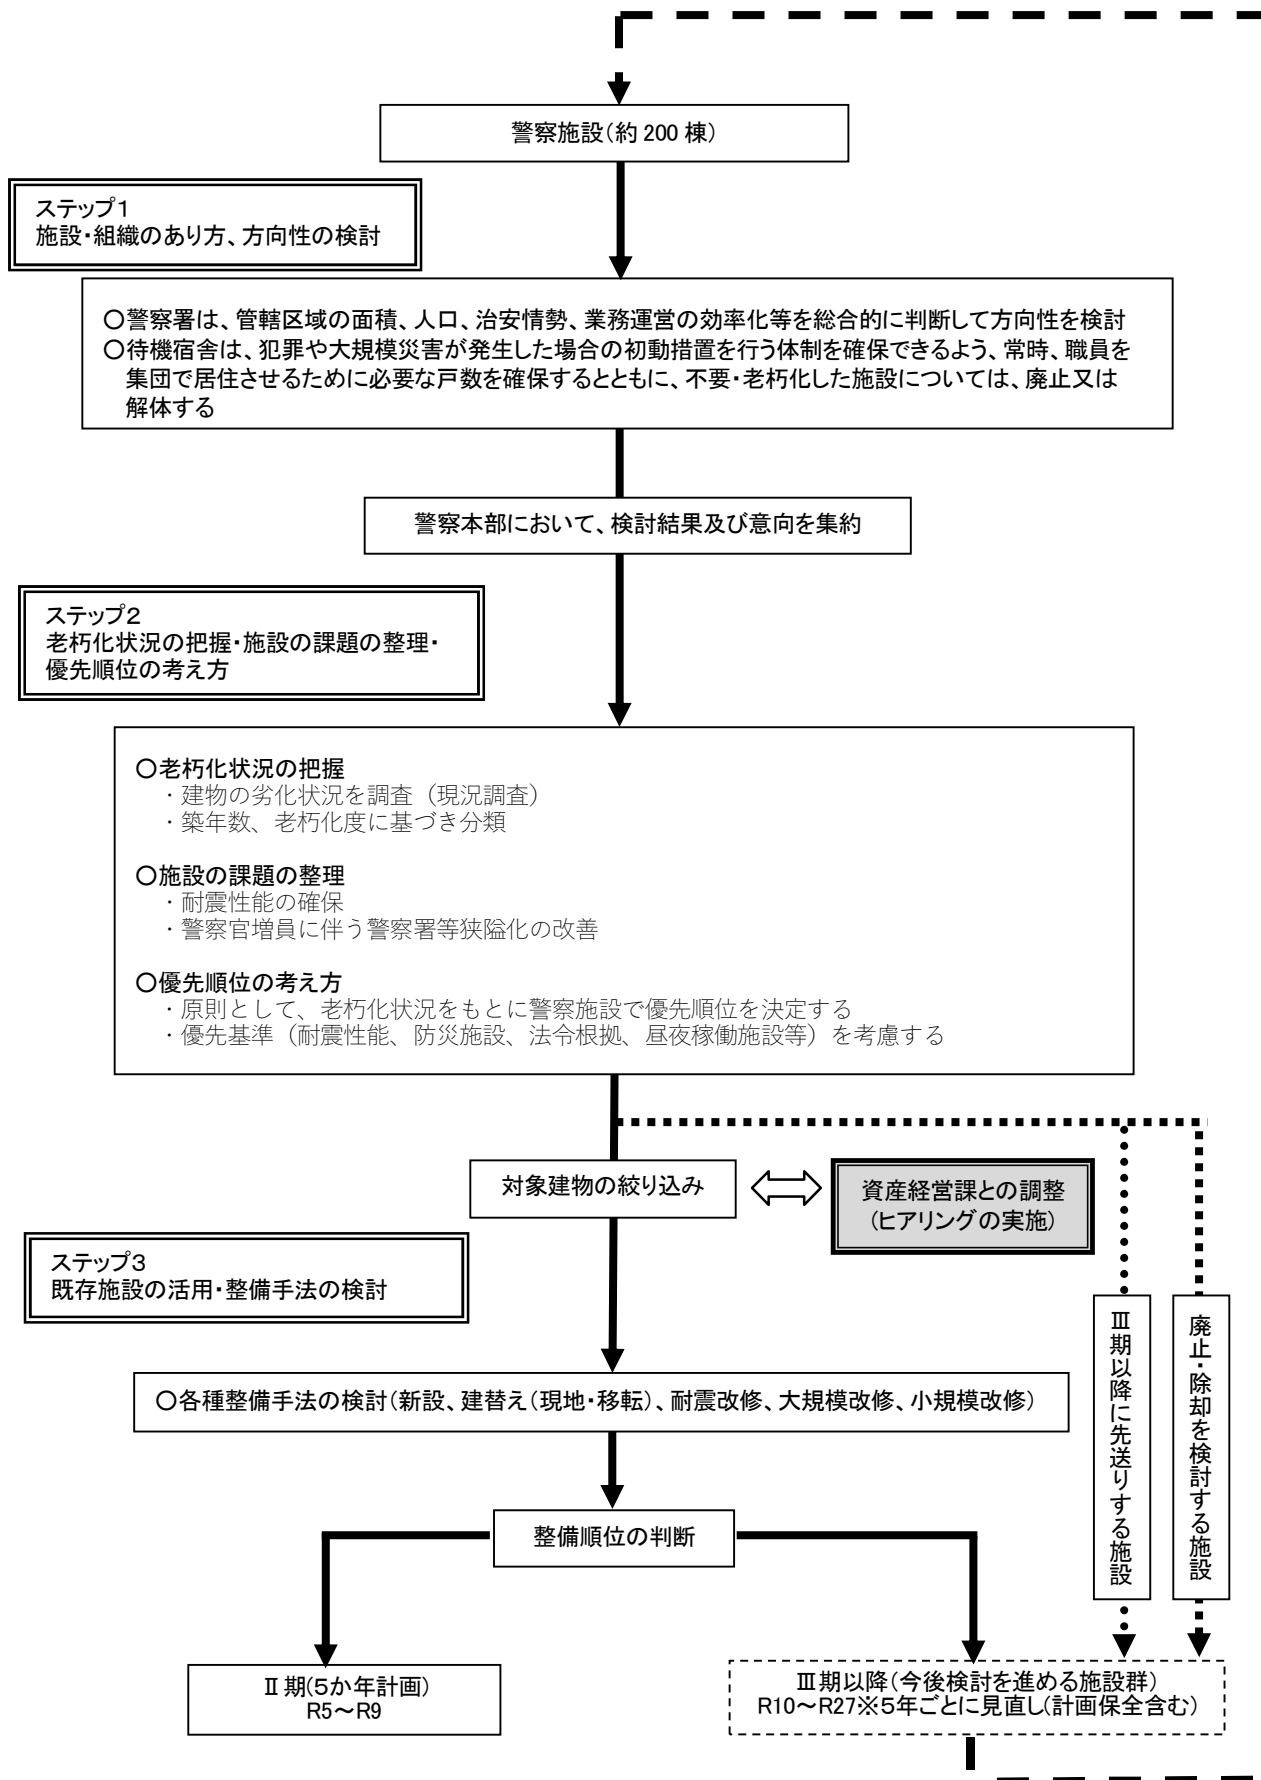 警察施設(約200棟)
ステップ1
施設・組織のあり方、方向性の検討
○警察署は、管轄区域の面積、人口、治安情勢、業務運営の効率化等を総合的に判断して方向性を検討
○待機宿舎は、犯罪や大規模災害が発生した場合の初動措置を行う体制を確保できるよう、常時、職員を
集団で居住させるために必要な戸数を確保するとともに、不要・老朽化した施設については、廃止又は
解体する
警察本部において、検討結果及び意向を集約
ステップ2
老朽化状況の把握・施設の課題の整理・
優先順位の考え方
○老朽化状況の把握
・建物の劣化状況を調査(現況調査)
・築年数、老朽化度に基づき分類
○施設の課題の整理
・耐震性能の確保
・警察官増員に伴う警察署等狭隘化の改善
○優先順位の考え方
・原則として、老朽化状況をもとに警察施設で優先順位を決定する
・優先基準(耐震性能、防災施設、法令根拠、昼夜稼働施設等)を考慮する
対象建物の絞り込み
資産経営課との調整
(ヒアリングの実施)
ステップ3
既存施設の活用・整備手法の検討
Ⅲ期以降に先送りする施設
廃止・除却を検討する施設
○各種整備手法の検討(新設、建替え(現地・移転)、耐震改修、大規模改修、小規模改修)
整備順位の判断
Ⅱ期(5か年計画)
R5～R9
Ⅲ期以降(今後検討を進める施設群)
R10～R27※5年ごとに見直し(計画保全含む)